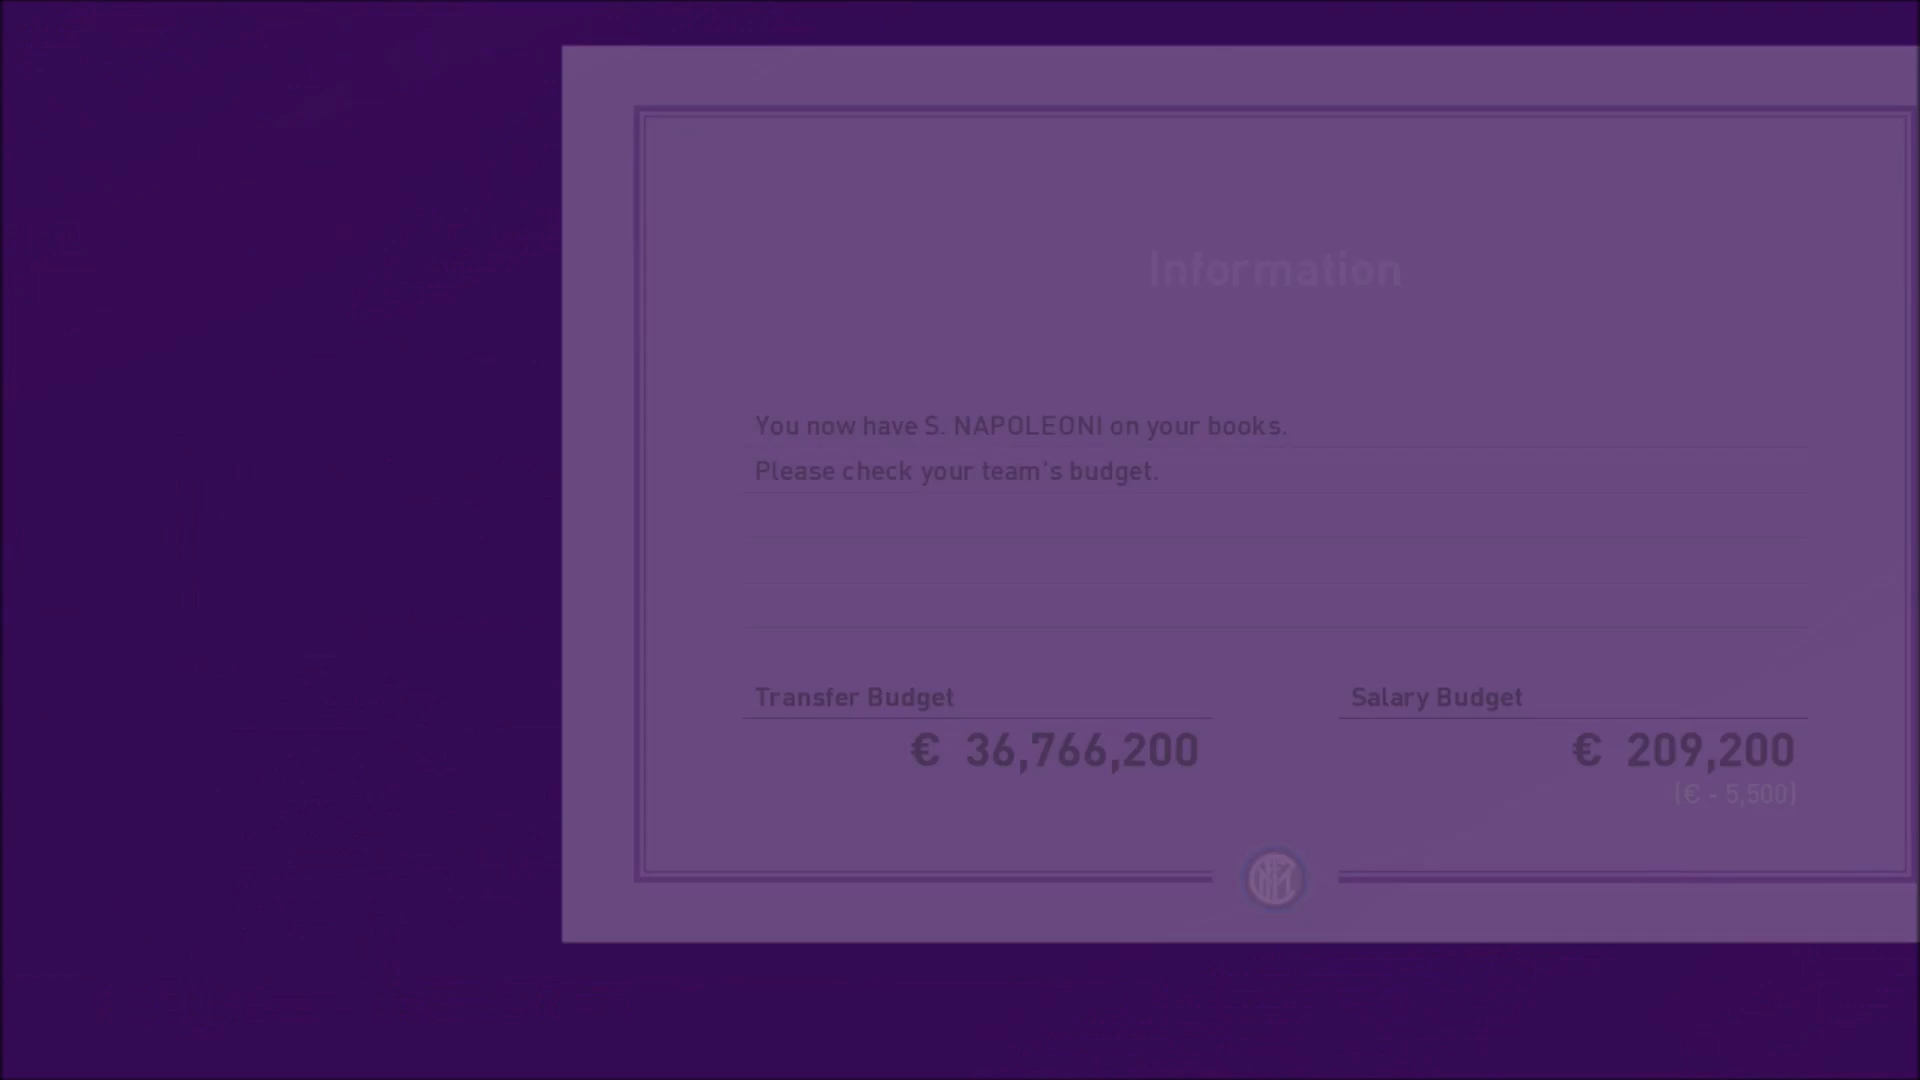 Information
You now have S. NAPOLEONI on your books.
Please check your team's budget.
Transfer Budget
Salary Budget
€ 36,766,200
€ 209,200
(€ - 5,500)